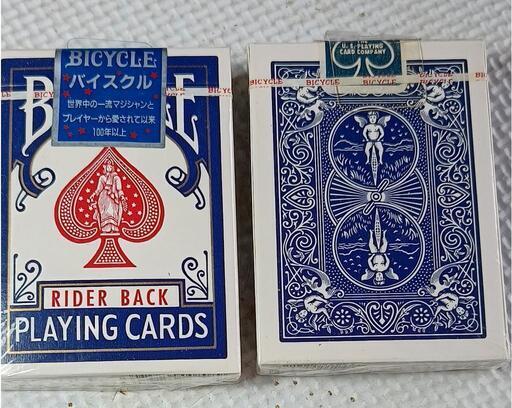 BICYCLE
バイスクル
世界中の一流マジシャンと
プレイヤーから愛されて以来
100年以上
RIDER BACK
PLAYING CARDS
U.S. PLAYING
CARD COMPANY
BICYCLE BICYCLE BICYCLE